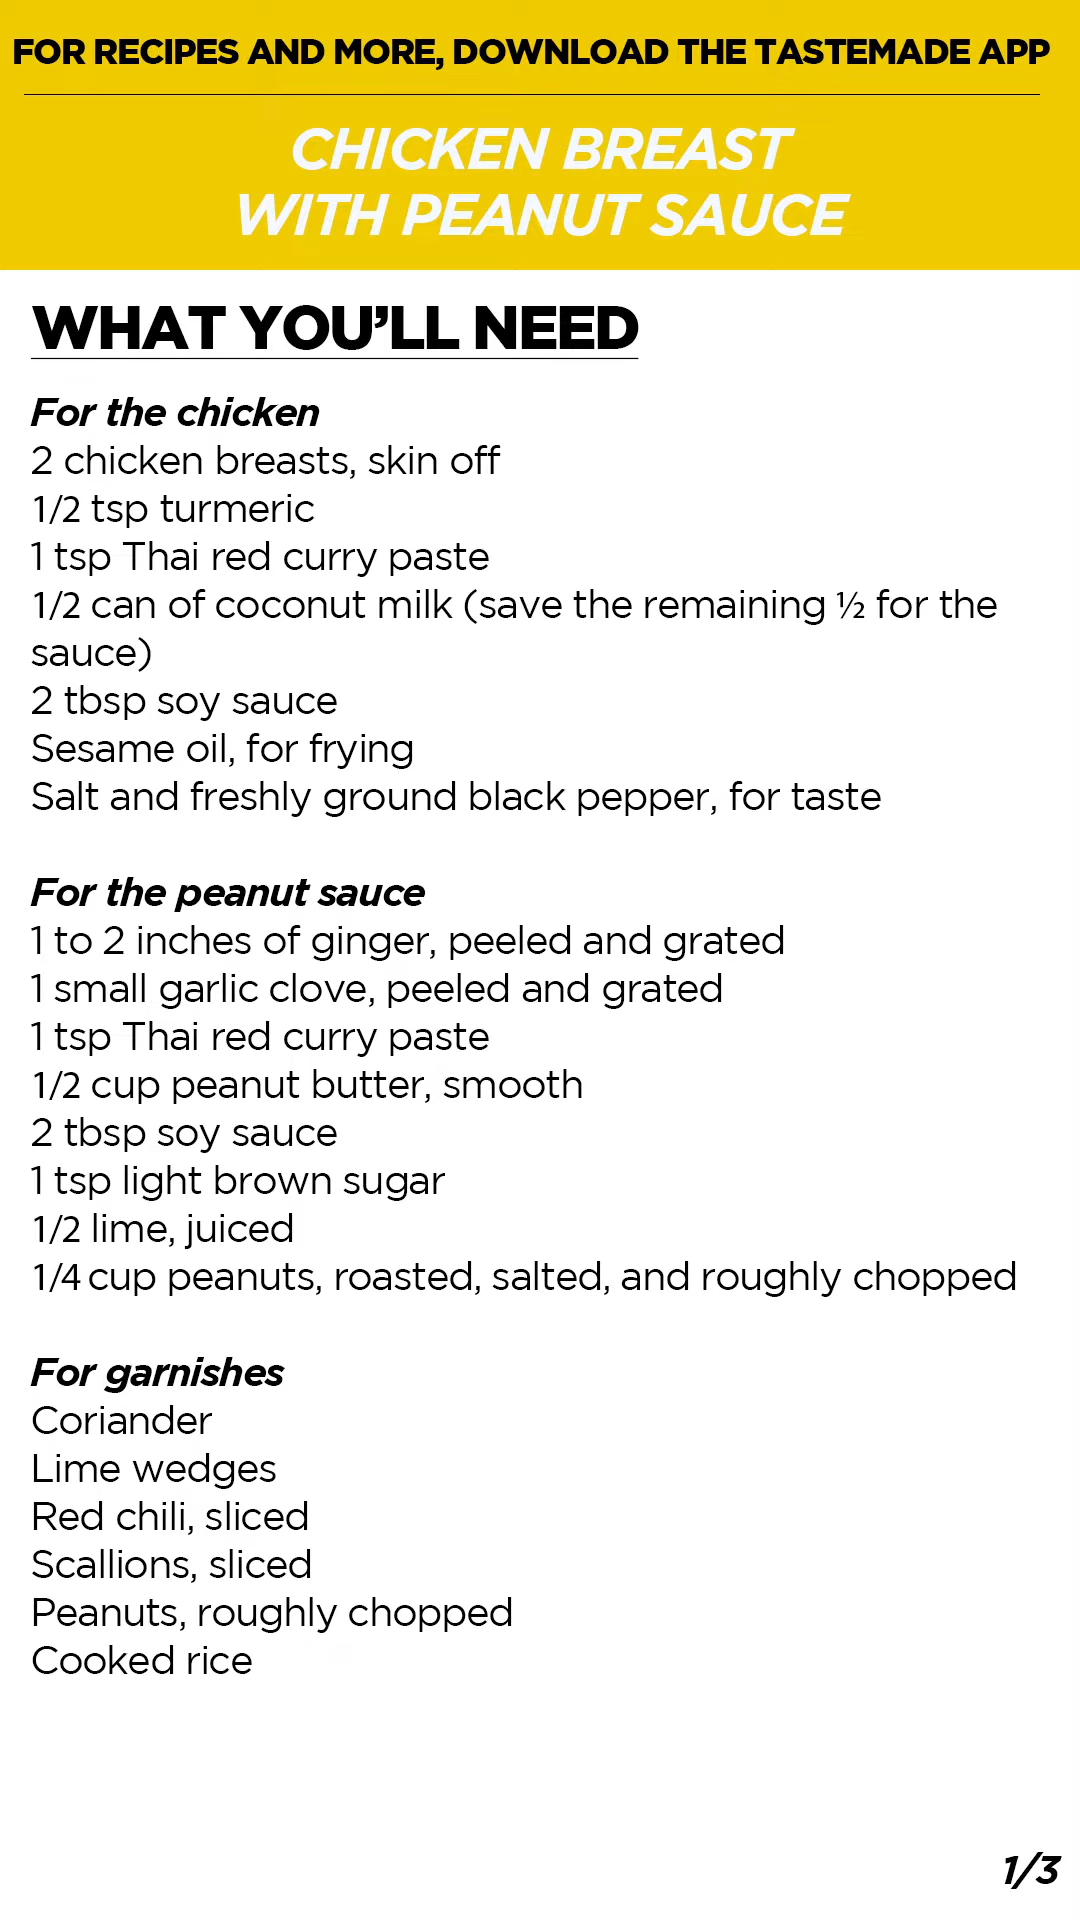 FOR RECIPES AND MORE, DOWNLOAD THE TASTEMADE APP
CHICKEN BREAST
WITH PEANUT SAUCE
WHAT YOU’LL NEED
For the chicken
2 chicken breasts, skin off
1/2 tsp turmeric
1 tsp Thai red curry paste
1/2 can of coconut milk (save the remaining ½ for the
sauce)
2 tbsp soy sauce
Sesame oil, for frying
Salt and freshly ground black pepper, for taste
For the peanut sauce
1 to 2 inches of ginger, peeled and grated
1 small garlic clove, peeled and grated
1 tsp Thai red curry paste
1/2 cup peanut butter, smooth
2 tbsp soy sauce
1 tsp light brown sugar
1/2 lime, juiced
1/4 cup peanuts, roasted, salted, and roughly chopped
For garnishes
Coriander
Lime wedges
Red chili, sliced
Scallions, sliced
Peanuts, roughly chopped
Cooked rice
1/3